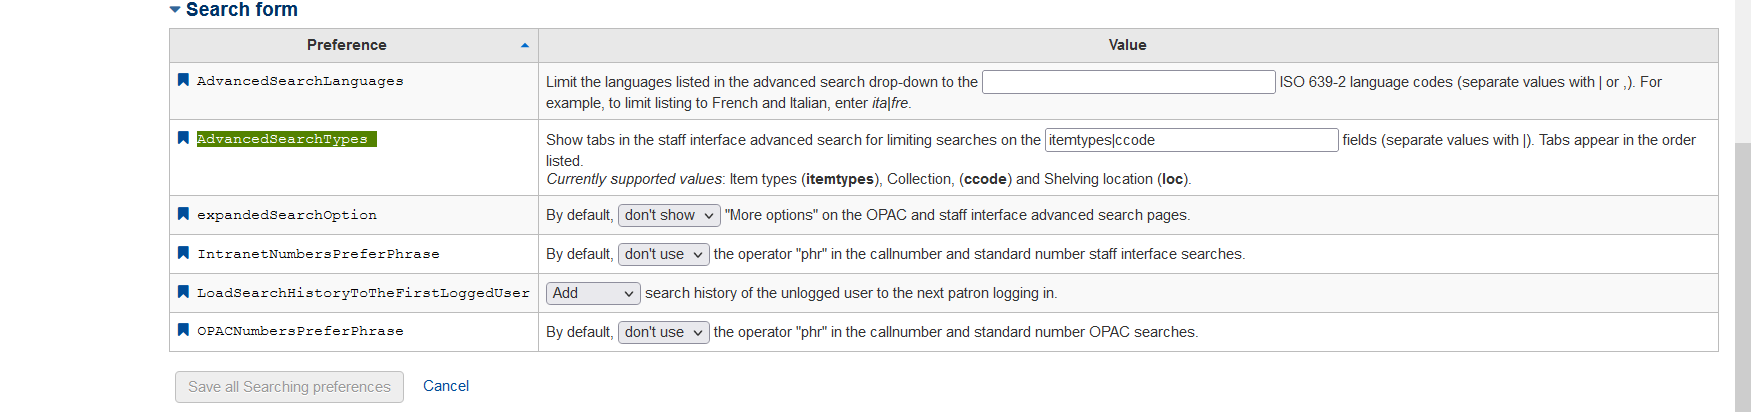 Search form
Preference Value
AdvancedSearchLanguages Limit the languages listed in the advanced search drop-down to the ISO 639-2 language codes (separate values with | or ,). For
example, to limit listing to French and Italian, enter ita|fre.
AdvancedSearchTypes Show tabs in the staff interface advanced search for limiting searches on the itemtypes|ccode fields (separate values with |). Tabs appear in the order
listed.
Currently supported values: Item types (itemtypes), Collection, (ccode) and Shelving location (loc).
expandedSearchOption By default, don't show "More options" on the OPAC and staff interface advanced search pages.
IntranetNumbersPreferPhrase By default, don't use the operator "phr" in the callnumber and standard number staff interface searches.
LoadSearchHistoryToTheFirstLoggedUser Add search history of the unlogged user to the next patron logging in.
OPACNumbersPreferPhrase By default, don't use the operator "phr" in the callnumber and standard number OPAC searches.
Save all Searching preferences Cancel